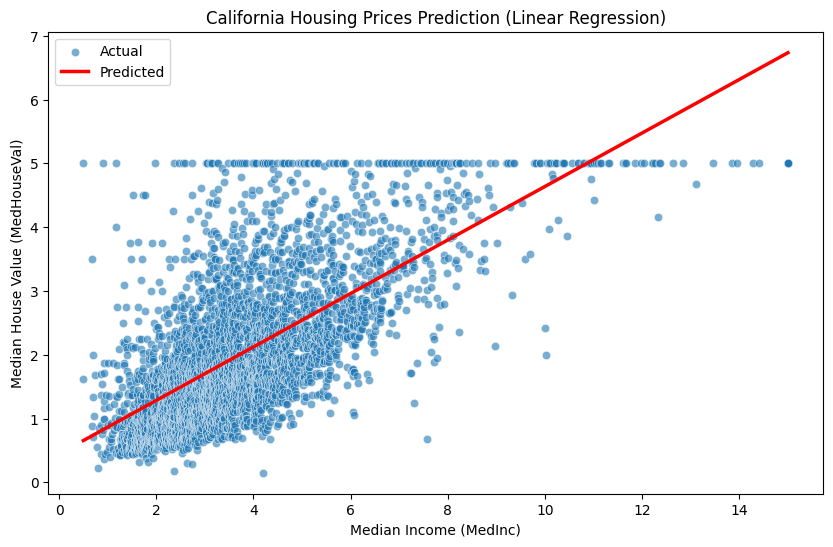 California Housing Prices Prediction (Linear Regression)
Actual
Predicted
Median House Value (MedHouseVal)
7
6
5
4
3
2
1
0
0 2 4 6 8 10 12 14
Median Income (MedInc)